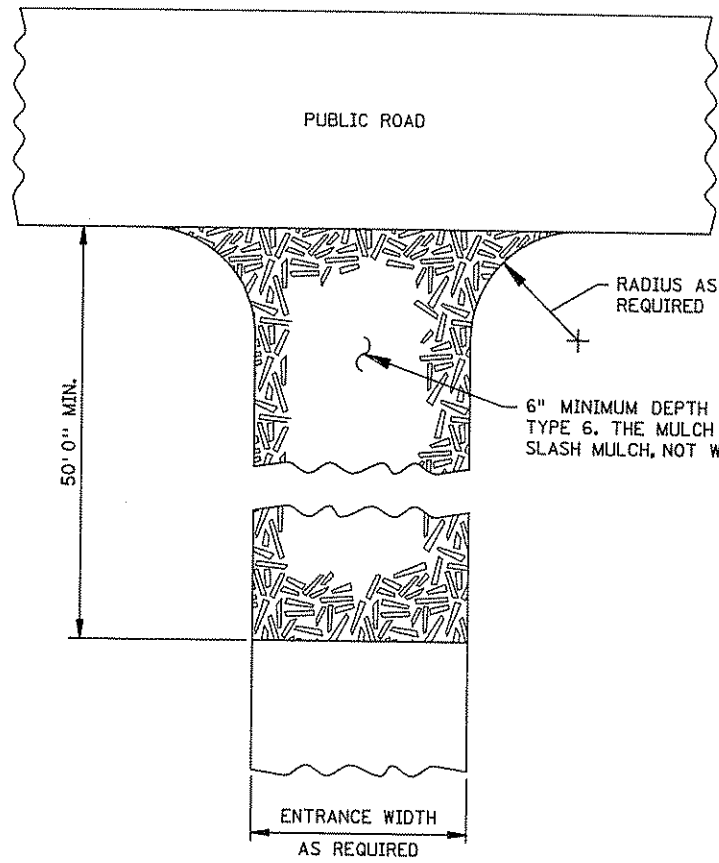 PUBLIC ROAD
RADIUS AS
REQUIRED
6" MINIMUM DEPTH
TYPE 6. THE MULCH
SLASH MULCH, NOT W
50'0" MIN.
ENTRANCE WIDTH
AS REQUIRED